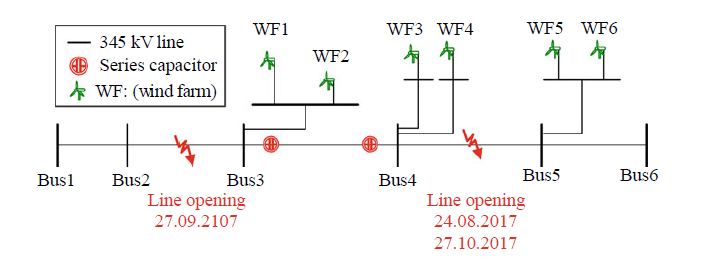 345 kV line
Series capacitor
WF: (wind farm)
WF1
WF2
WF3 WF4
WF5 WF6
Bus1
Bus2
Bus3
Bus4
Bus5
Bus6
Line opening
27.09.2107
Line opening
24.08.2017
27.10.2017